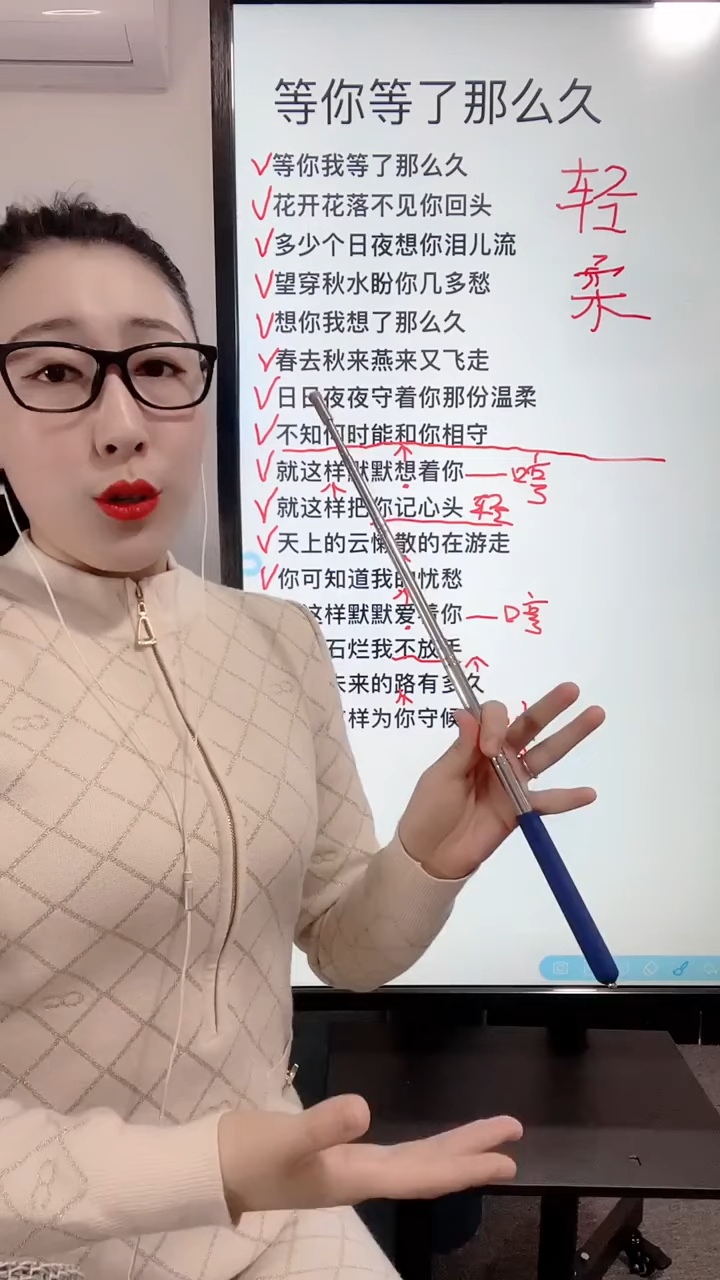 等你等了那么久
等你我等了那么久
花开花落不见你回头
多少个日夜想你泪儿流
望穿秋水盼你几多愁
想你我想了那么久
春去秋来燕来又飞走
日日夜夜守着你那份温柔
不知何时能和你相守
就这样默默想着你
就这样把你记心头 轻
天上的云懒散的在游走
你可知道我的忧愁
这样默默爱着你
石烂我不放手
未来的路有多久
样为你守候
轻
柔